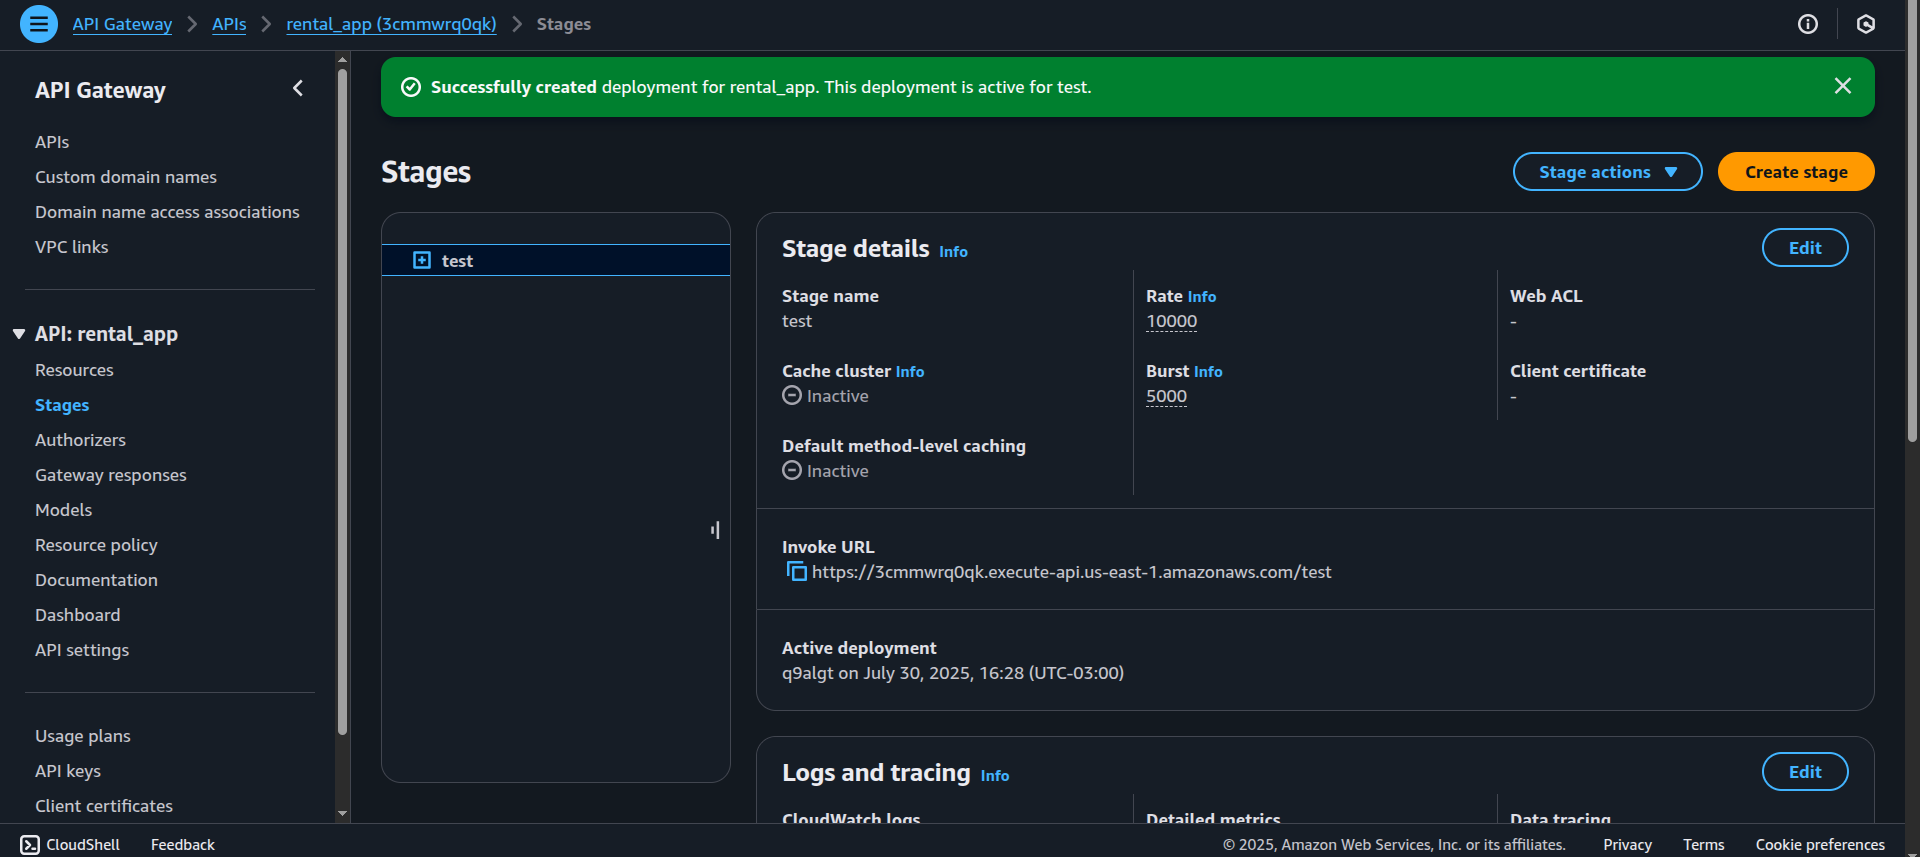 API Gateway > APIs > rental_app (3cmmwrq0qk) > Stages
API Gateway
APIs
Custom domain names
Domain name access associations
VPC links
API: rental_app
Resources
Stages
Authorizers
Gateway responses
Models
Resource policy
Documentation
Dashboard
API settings
Usage plans
API keys
Client certificates
Successfully created deployment for rental_app. This deployment is active for test.
Stages
Stage actions
Create stage
test
Stage details Info
Edit
Stage name
test
Rate Info
10000
Web ACL
-
Cache cluster Info
Inactive
Burst Info
5000
Client certificate
-
Default method-level caching
Inactive
Invoke URL
https://3cmmwrq0qk.execute-api.us-east-1.amazonaws.com/test
Active deployment
q9algt on July 30, 2025, 16:28 (UTC-03:00)
Logs and tracing Info
Edit
CloudWatch logs
Detailed metrics
Data tracing
CloudShell
Feedback
© 2025, Amazon Web Services, Inc. or its affiliates.
Privacy
Terms
Cookie preferences